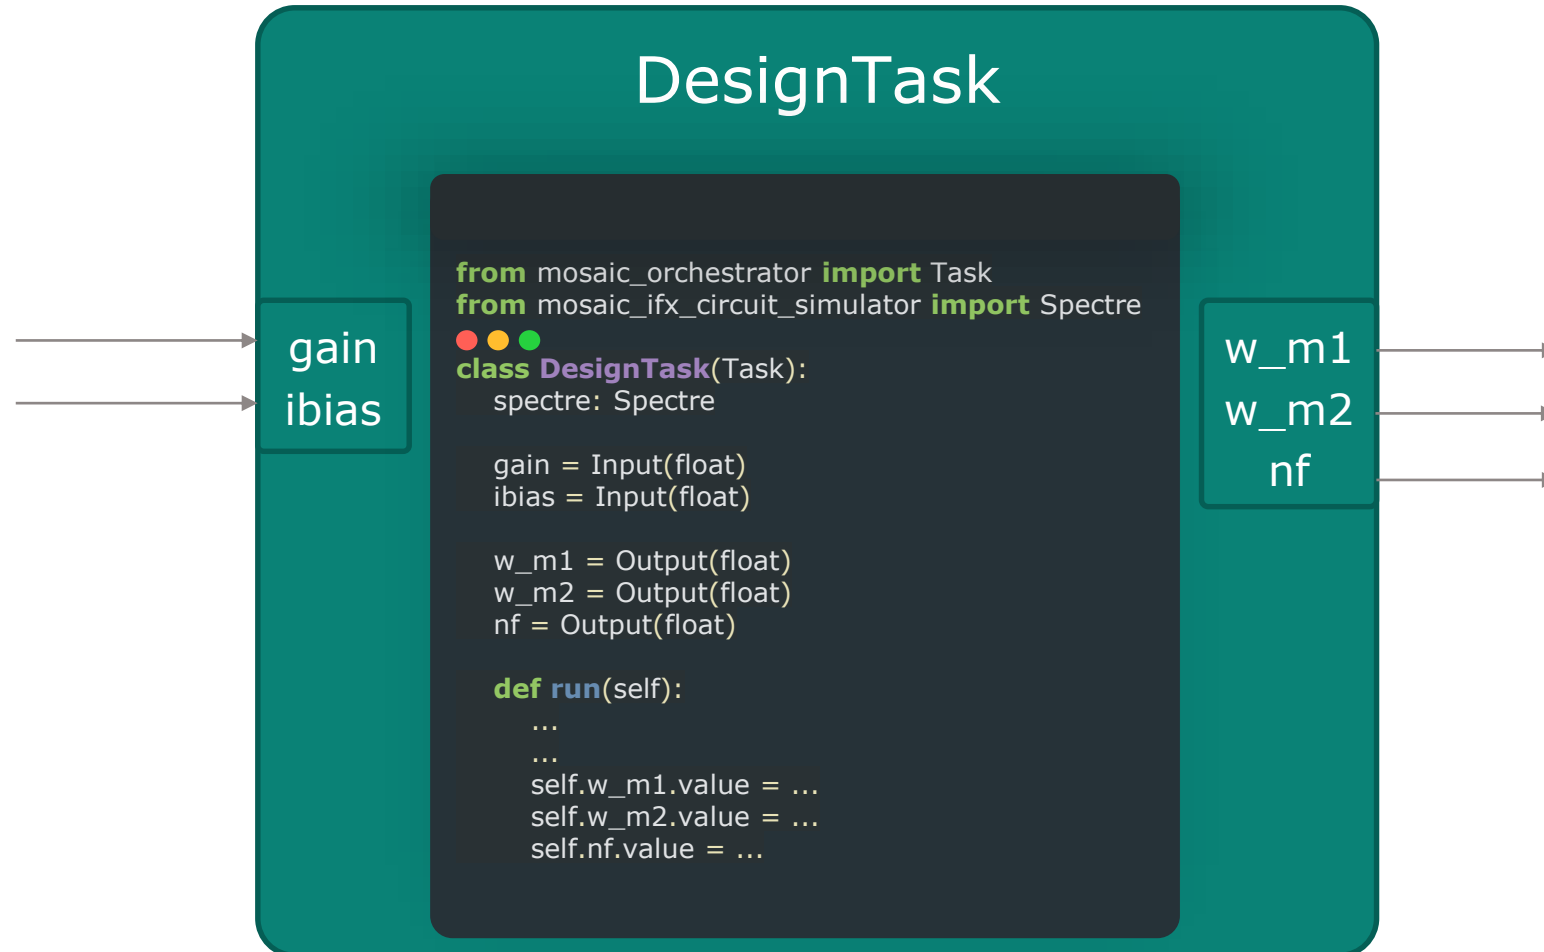 DesignTask
gain
ibias
from mosaic_orchestrator import Task
from mosaic_ifx_circuit_simulator import Spectre
class DesignTask(Task):
spectre: Spectre
gain = Input(float)
ibias = Input(float)
w_m1 = Output(float)
w_m2 = Output(float)
nf = Output(float)
def run(self):
...
...
self.w_m1.value = ...
self.w_m2.value = ...
self.nf.value = ...
w_m1
w_m2
nf